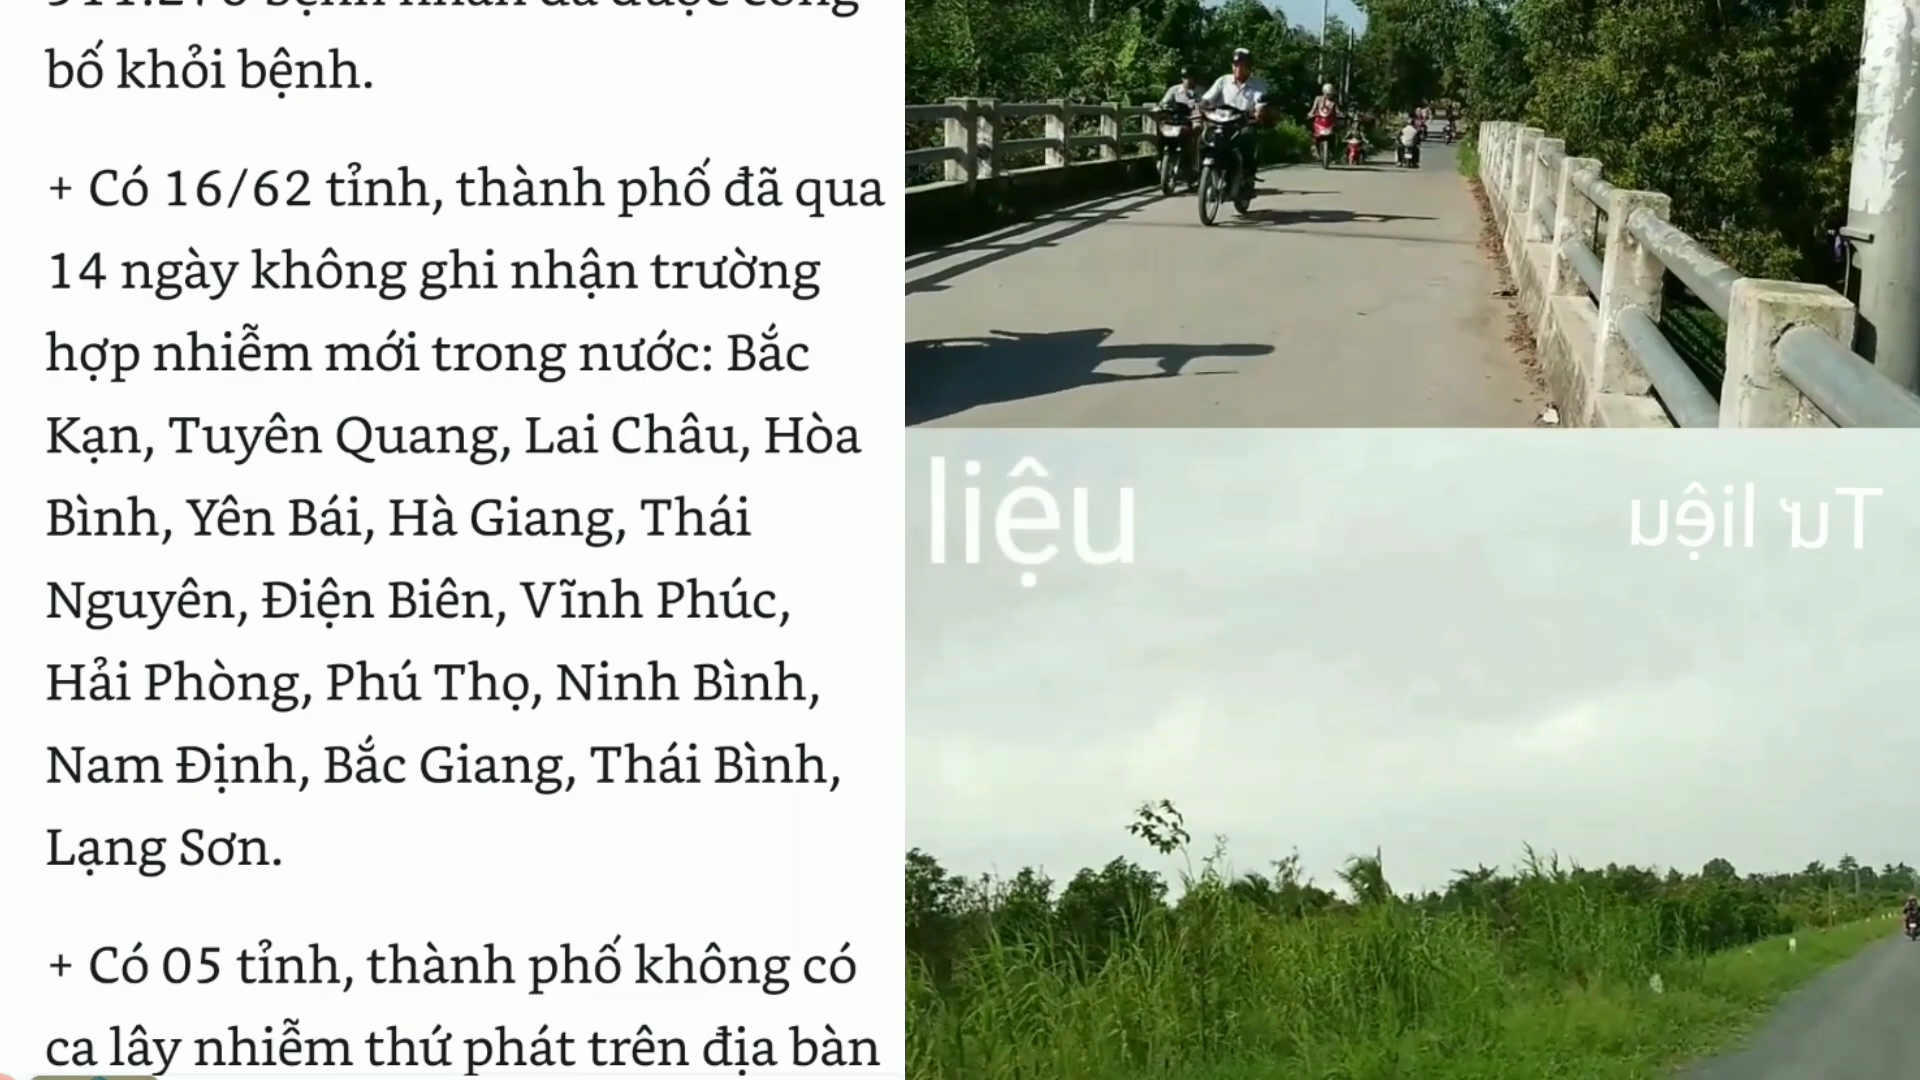 bố khỏi bệnh.
+ Có 16/62 tỉnh, thành phố đã qua
14 ngày không ghi nhận trường
hợp nhiễm mới trong nước: Bắc
Kạn, Tuyên Quang, Lai Châu, Hòa
Bình, Yên Bái, Hà Giang, Thái
Nguyên, Điện Biên, Vĩnh Phúc,
Hải Phòng, Phú Thọ, Ninh Bình,
Nam Định, Bắc Giang, Thái Bình,
Lạng Sơn.
+ Có 05 tỉnh, thành phố không có
ca lây nhiễm thứ phát trên địa bàn
liệu
Tư liệu